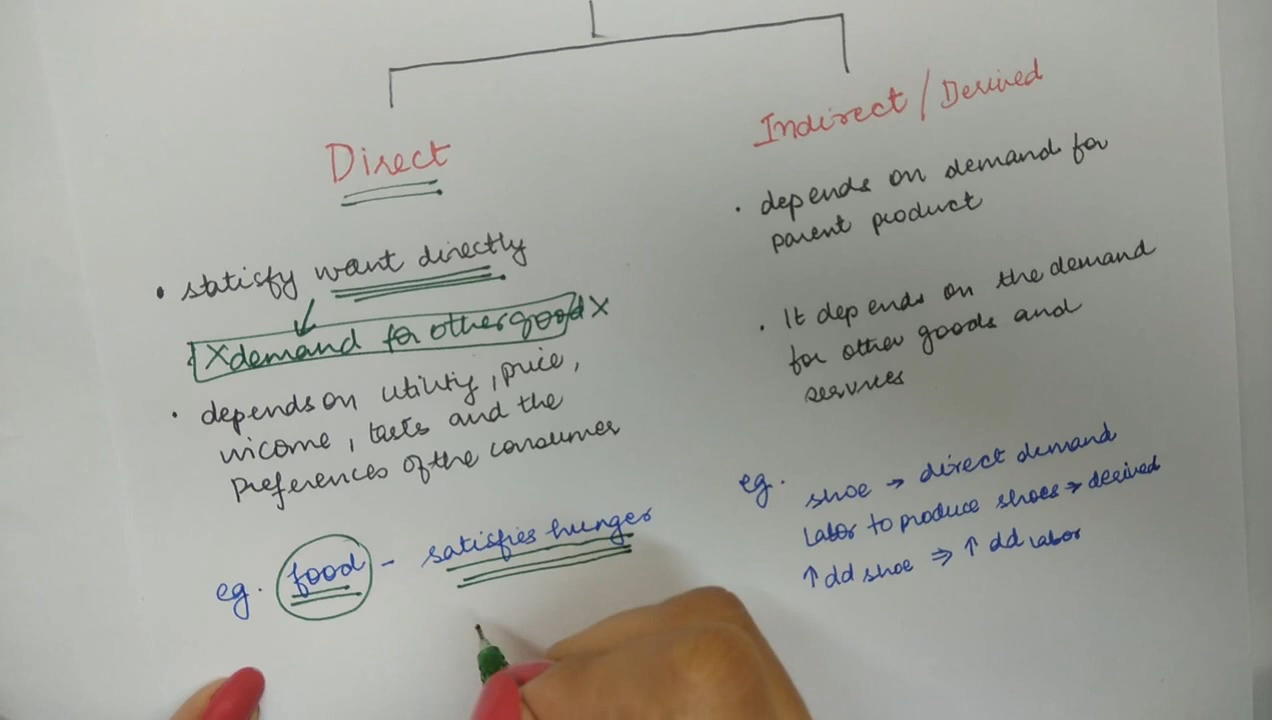 Direct
• satisfy want directly
X demand for other good X
• depends on utility, price,
income, tasts and the
preferences of the consumer
eg. food - satisfies hunger
Indirect / Derived
• depends on demand for
parent product
• It depends on the demand
for other goods and
services
eg. shoe → direct demand
Labor to produce shoes → derived
↑ dd shoe ⇒ ↑ dd labor